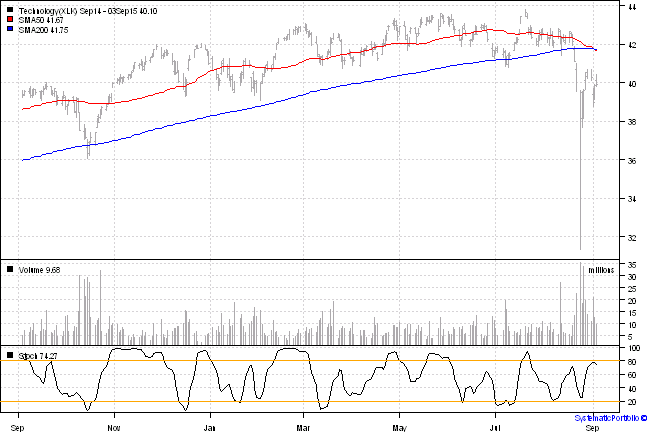 Technology(XLK) Sep14 - 03Sep15 40.10
SMA50 41.67
SMA200 41.75
44
42
40
38
36
34
32
Volume 9.68
millions
35
30
25
20
15
10
5
Stoch 74.27
100
80
60
40
20
Sep
Nov
Jan
Mar
May
Jul
Sep
SystematicPortfolio ©